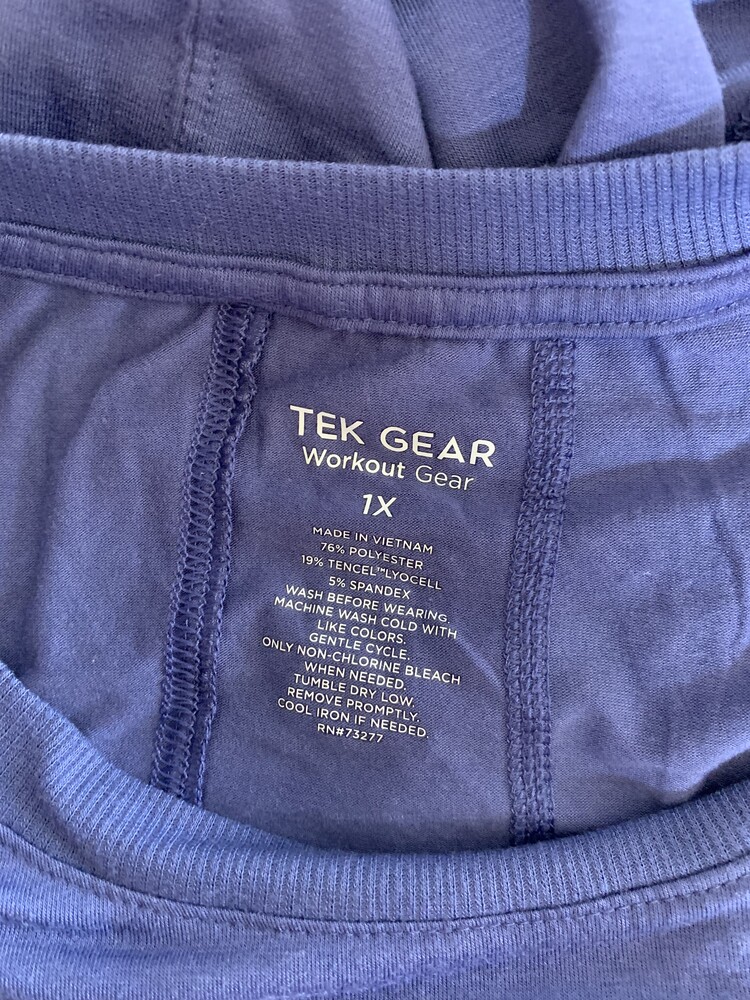 TEK GEAR
Workout Gear
1X
MADE IN VIETNAM
76% POLYESTER
19% TENCEL™LYOCELL
5% SPANDEX
WASH BEFORE WEARING.
MACHINE WASH COLD WITH
LIKE COLORS.
GENTLE CYCLE.
ONLY NON-CHLORINE BLEACH
WHEN NEEDED.
TUMBLE DRY LOW.
REMOVE PROMPTLY.
COOL IRON IF NEEDED.
RN#73277